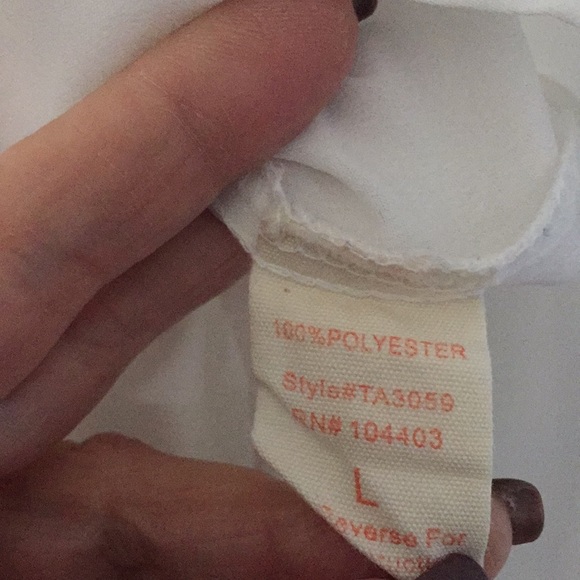 100%POLYESTER
Style#TA3059
RN# 104403
L
Reverse For